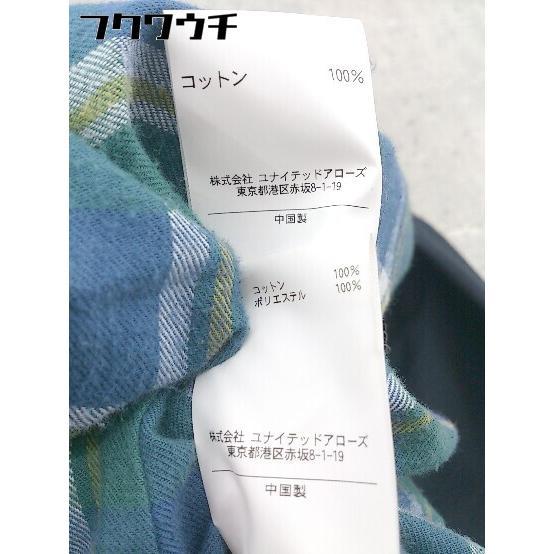 フクワウチ
コットン 100%
株式会社 ユナイテッドアローズ
東京都港区赤坂8-1-19
中国製
コットン 100%
ポリエステル 100%
株式会社 ユナイテッドアローズ
東京都港区赤坂8-1-19
中国製